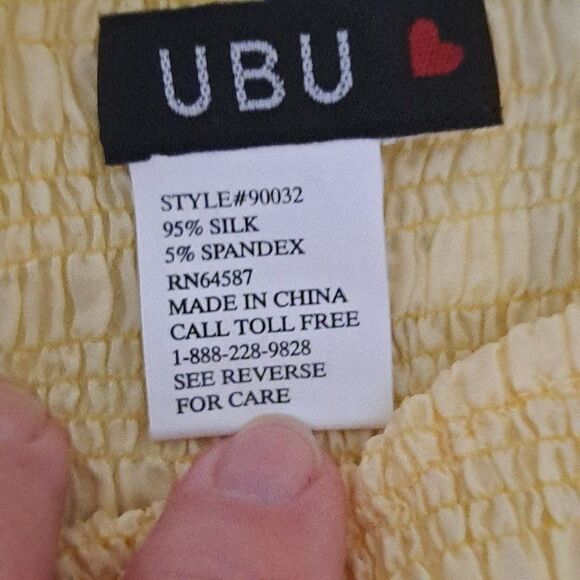 UBU
STYLE#90032
95% SILK
5% SPANDEX
RN64587
MADE IN CHINA
CALL TOLL FREE
1-888-228-9828
SEE REVERSE
FOR CARE